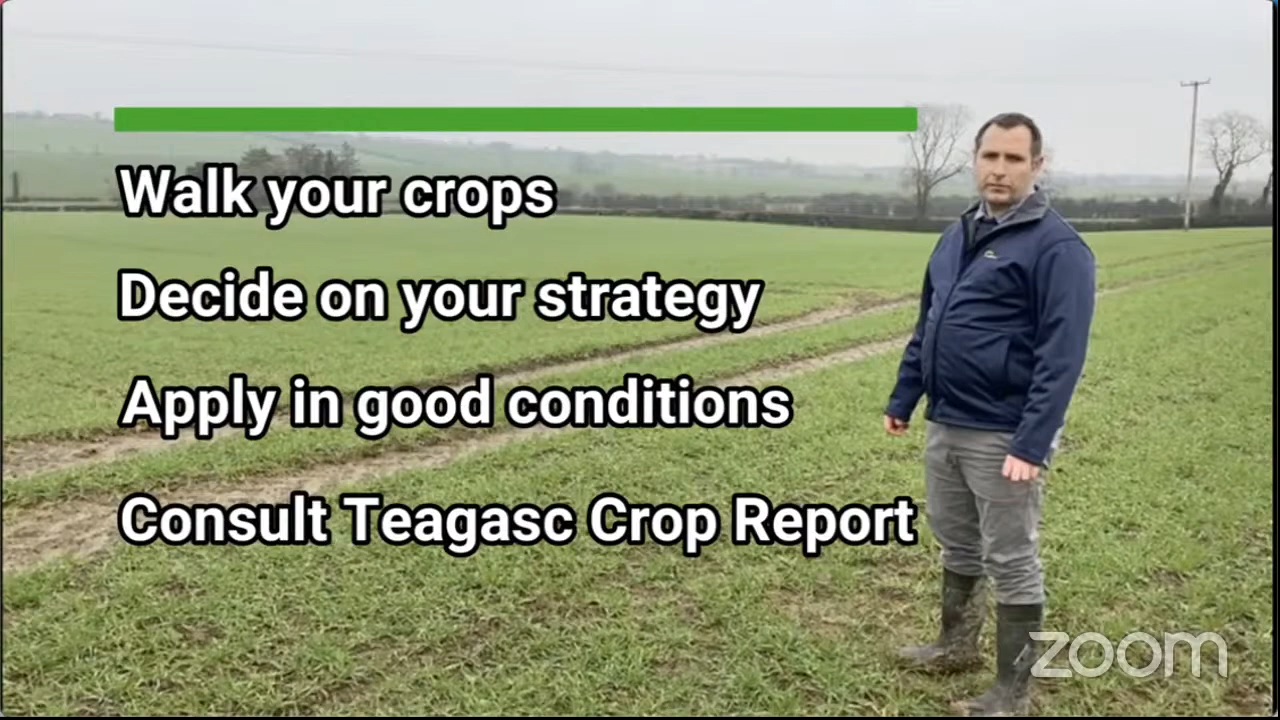 Walk your crops
Decide on your strategy
Apply in good conditions
Consult Teagasc Crop Report
zoom